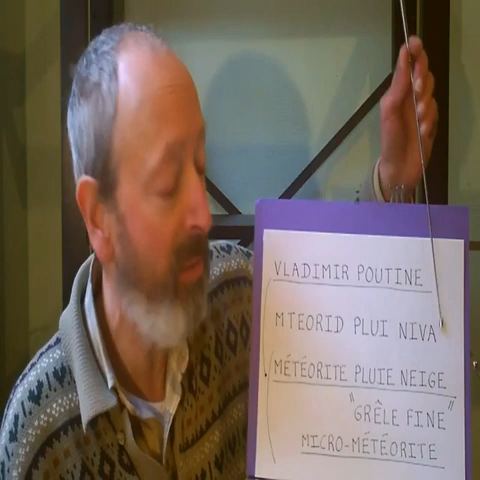 VLADIMIR POUTINE
MTEORID PLUI NIVA
MÉTÉORITE PLUIE NEIGE
"GRÊLE FINE"
MICRO-MÉTÉORITE